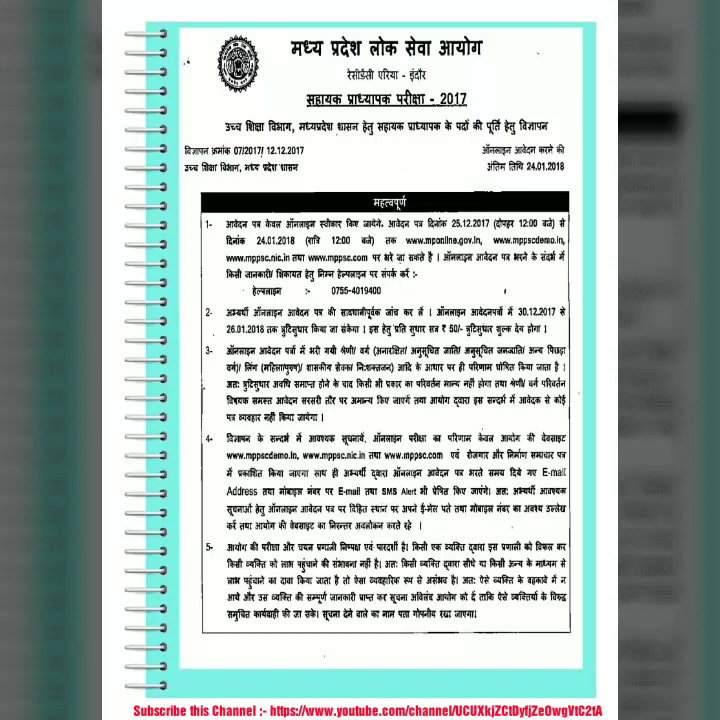 मध्य प्रदेश लोक सेवा आयोग
रेसीडेंसी एरिया - इंदौर
सहायक प्राध्यापक परीक्षा - 2017
उच्च शिक्षा विभाग, मध्यप्रदेश शासन हेतु सहायक प्राध्यापक के पदों की पूर्ति हेतु विज्ञापन
विज्ञापन क्रमांक 07/2017/ 12.12.2017 ऑनलाइन आवेदन करने की
उच्च शिक्षा विभाग, मध्य प्रदेश शासन अंतिम तिथि 24.01.2018
महत्वपूर्ण
1- आवेदन पत्र केवल ऑनलाइन स्वीकार किए जायेगे. आवेदन पत्र दिनांक 25.12.2017 (दोपहर 12:00 बजे) से
दिनांक 24.01.2018 (रात्रि 12:00 बजे) तक www.mponline.gov.in, www.mppscdemo.in,
www.mppsc.nic.in तथा www.mppsc.com पर भरे जा सकते है । ऑनलाइन आवेदन पत्र भरने के संदर्भ में
किसी जानकारी/ शिकायत हेतु निम्न हेल्पलाइन पर संपर्क करें :-
हेल्पलाइन :- 0755-4019400
2- अभ्यर्थी ऑनलाइन आवेदन पत्र की सावधानीपूर्वक जांच कर लें । ऑनलाइन आवेदनपत्रों में 30.12.2017 से
26.01.2018 तक त्रुटिसुधार किया जा सकेगा । इस हेतु प्रति सुधार सत्र ₹ 50/- त्रुटिसुधार शुल्क देय होगा ।
3- ऑनलाइन आवेदन पत्रों में भरी गयी श्रेणी/ वर्ग (अनारक्षित/ अनुसूचित जाति/ अनुसूचित जनजाति/ अन्य पिछड़ा
वर्ग)/ लिंग (महिला/पुरुष)/ शासकीय सेवक/ निःशक्तजन) आदि के आधार पर ही परिणाम घोषित किया जाता है ।
अतः त्रुटिसुधार अवधि समाप्त होने के बाद किसी भी प्रकार का परिवर्तन मान्य नहीं होगा तथा श्रेणी/ वर्ग परिवर्तन
विषयक समस्त आवेदन सरसरी तौर पर अमान्य किए जाएगें तथा आयोग द्वारा इस सन्दर्भ में आवेदक से कोई
पत्र व्यवहार नहीं किया जायेगा ।
4- विज्ञापन के सन्दर्भ में आवश्यक सूचनायें, ऑनलाइन परीक्षा का परिणाम केवल आयोग की वेबसाइट
www.mppscdemo.in, www.mppsc.nic.in तथा www.mppsc.com एवं रोजगार और निर्माण समाचार पत्र
में प्रकाशित किया जाएगा साथ ही अभ्यर्थी द्वारा ऑनलाइन आवेदन पत्र भरते समय दिये गए E-mail
Address तथा मोबाइल नंबर पर E-mail तथा SMS Alert भी प्रेषित किए जाएंगे। अतः अभ्यर्थी आवश्यक
सूचनाओं हेतु ऑनलाइन आवेदन पत्र पर विहित स्थान पर अपने ई-मेल पते तथा मोबाइल नंबर का अवश्य उल्लेख
करें तथा आयोग की वेबसाइट का निरन्तर अवलोकन करते रहे ।
5- आयोग की परीक्षा और चयन प्रणाली निष्पक्ष एवं पारदर्शी है। किसी एक व्यक्ति द्वारा इस प्रणाली को विफल कर
किसी व्यक्ति को लाभ पहुंचाने की संभावना नहीं है। अतः किसी व्यक्ति द्वारा सीधे या किसी अन्य के माध्यम से
लाभ पहुंचाने का दावा किया जाता है तो ऐसा व्यवहारिक रूप से असंभव है। अतः ऐसे व्यक्ति के बहकावे में न
आये और उस व्यक्ति की सम्पूर्ण जानकारी प्राप्त कर सूचना अविलंब आयोग को दें ताकि ऐसे व्यक्तियों के विरुद्ध
समुचित कार्यवाही की जा सके। सूचना देने वाले का नाम पता गोपनीय रखा जाएगा।
Subscribe this Channel :- https://www.youtube.com/channel/UCUXkjZCtDyfjZeOwgVtC2tA